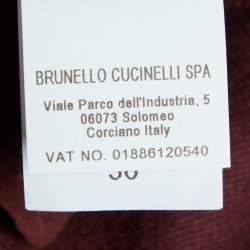 BRUNELLO CUCINELLI SPA
Viale Parco dell'Industria, 5
06073 Solomeo
Corciano Italy
VAT NO. 01886120540